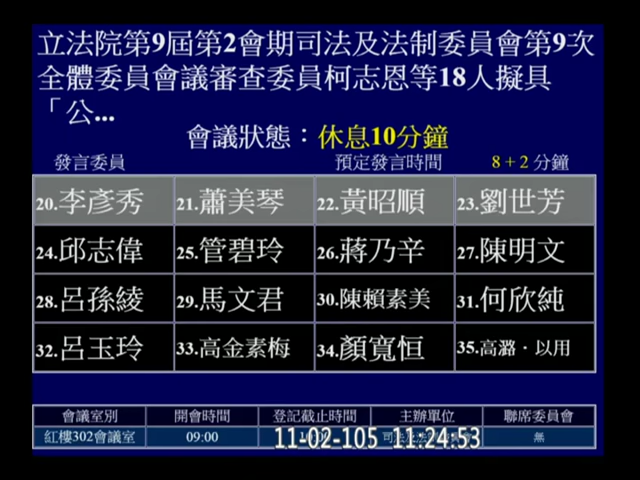 立法院第9屆第2會期司法及法制委員會第9次
全體委員會議審查委員柯志恩等18人擬具
「公...
會議狀態：休息10分鐘
發言委員 預定發言時間 8 + 2 分鐘
20.李彥秀 21.蕭美琴 22.黃昭順 23.劉世芳
24.邱志偉 25.管碧玲 26.蔣乃辛 27.陳明文
28.呂孫綾 29.馬文君 30.陳賴素美 31.何欣純
32.呂玉玲 33.高金素梅 34.顏寬恒 35.高潞．以用
會議室別 開會時間 登記截止時間 主辦單位 聯席委員會
紅樓302會議室 09:00 無
11-02-105 11:24:53